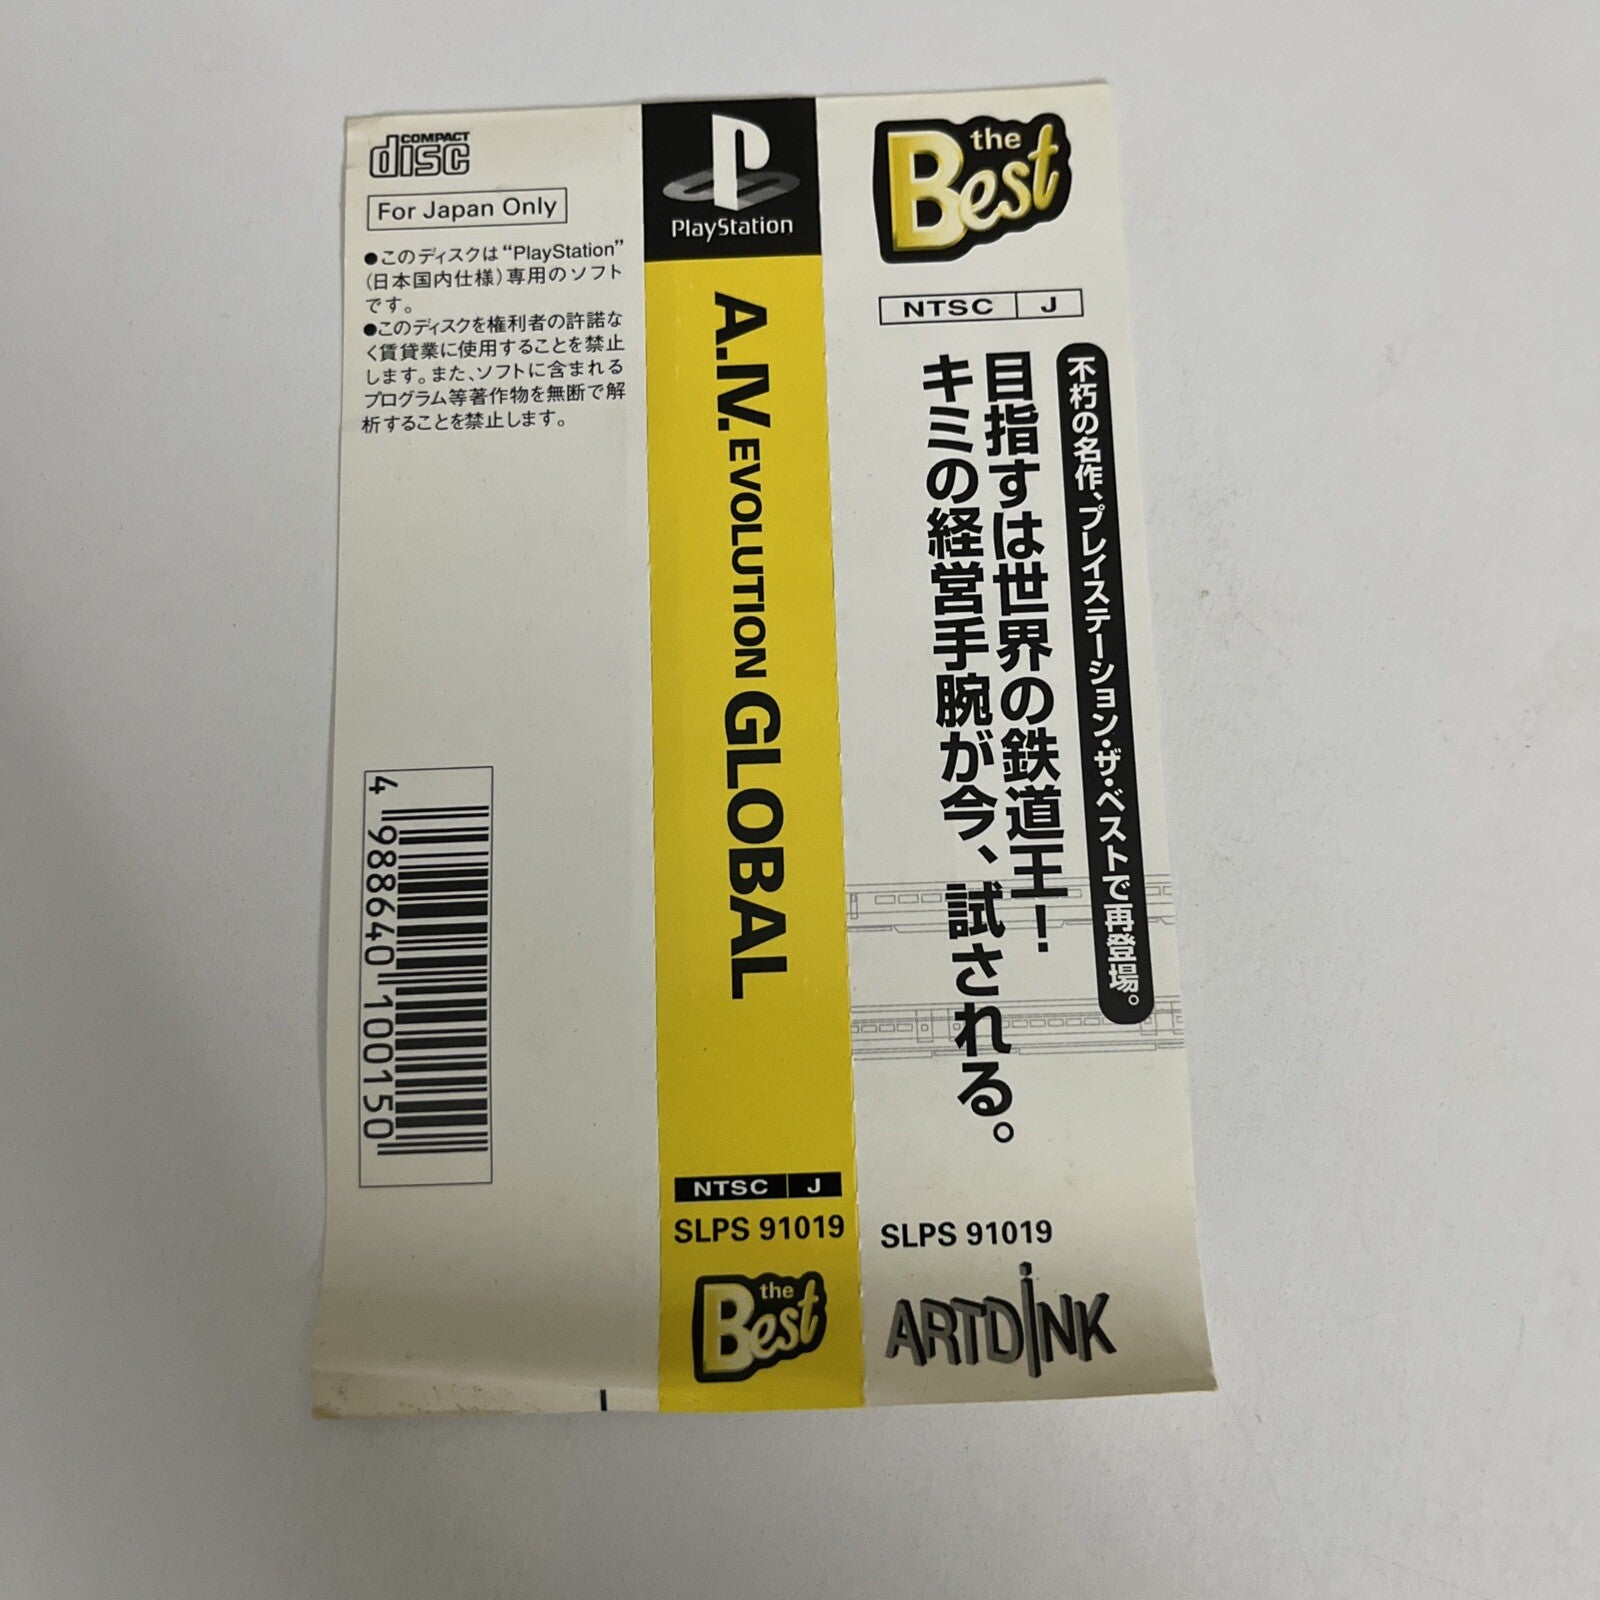 COMPACT
disc
For Japan Only
●このディスクは“PlayStation”
(日本国内仕様)専用のソフト
です。
●このディスクを権利者の許諾な
く賃貸業に使用することを禁止
します。また、ソフトに含まれる
プログラム等著作物を無断で解
析することを禁止します。
4 988640 100150
PlayStation
A.IV. EVOLUTION GLOBAL
NTSC J
SLPS 91019
the Best
the Best
NTSC J
不朽の名作、プレイステーション・ザ・ベストで再登場。
目指すは世界の鉄道王!
キミの経営手腕が今、試される。
SLPS 91019
ARTDINK